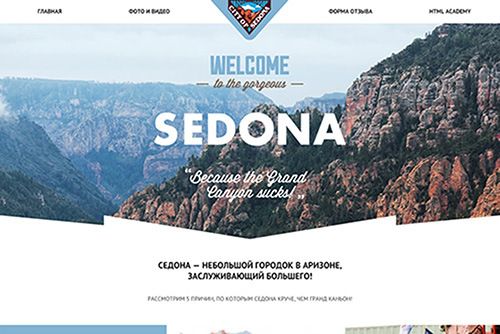 ГЛАВНАЯ ФОТО И ВИДЕО ФОРМА ОТЗЫВА HTML ACADEMY
CITY OF SEDONA
WELCOME
to the gorgeous
SEDONA
“Because the Grand
Canyon sucks!„
СЕДОНА — НЕБОЛЬШОЙ ГОРОДОК В АРИЗОНЕ,
ЗАСЛУЖИВАЮЩИЙ БОЛЬШЕГО!
РАССМОТРИМ 5 ПРИЧИН, ПО КОТОРЫМ СЕДОНА КРУЧЕ, ЧЕМ ГРАНД КАНЬОН!